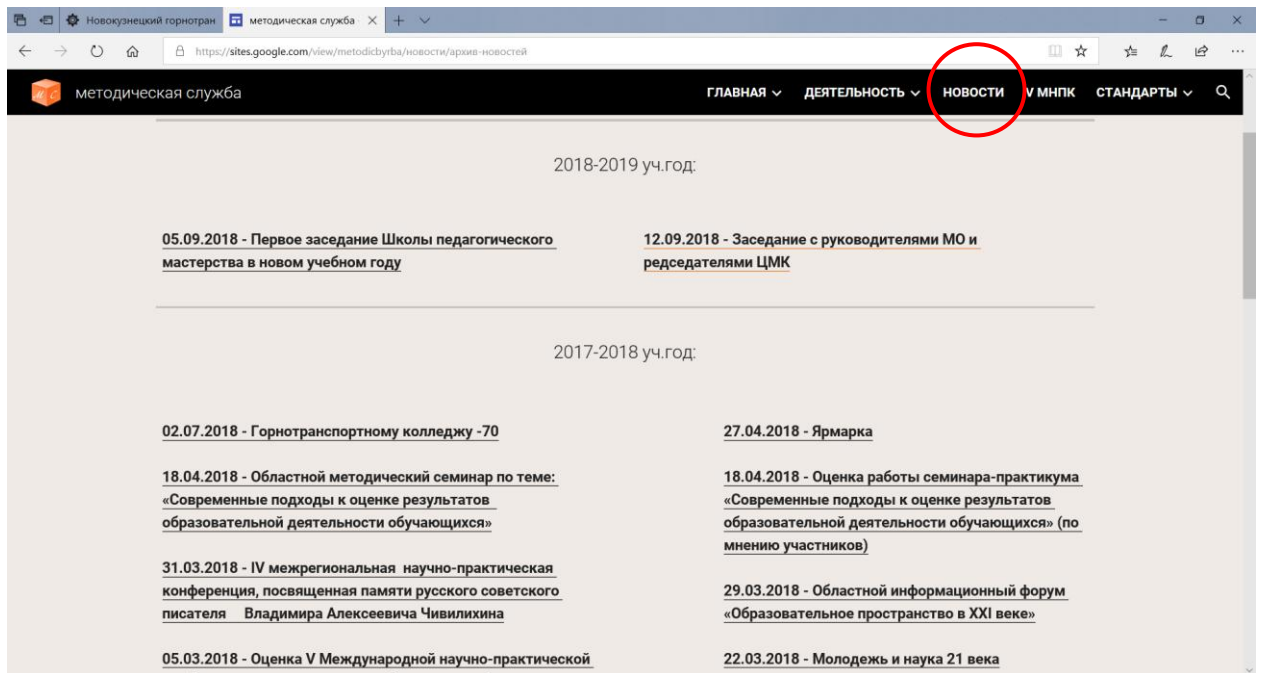 Новокузнецкий горнотран
методическая служба
https://sites.google.com/view/metodicbyrba/новости/архив-новостей
методическая служба
ГЛАВНАЯ ДЕЯТЕЛЬНОСТЬ НОВОСТИ V МНПК СТАНДАРТЫ
2018-2019 уч.год:
05.09.2018 - Первое заседание Школы педагогического
мастерства в новом учебном году
12.09.2018 - Заседание с руководителями МО и
редседателями ЦМК
2017-2018 уч.год:
02.07.2018 - Горнотранспортному колледжу -70
18.04.2018 - Областной методический семинар по теме:
«Современные подходы к оценке результатов
образовательной деятельности обучающихся»
31.03.2018 - IV межрегиональная научно-практическая
конференция, посвященная памяти русского советского
писателя Владимира Алексеевича Чивилихина
05.03.2018 - Оценка V Международной научно-практической
27.04.2018 - Ярмарка
18.04.2018 - Оценка работы семинара-практикума
«Современные подходы к оценке результатов
образовательной деятельности обучающихся» (по
мнению участников)
29.03.2018 - Областной информационный форум
«Образовательное пространство в XXI веке»
22.03.2018 - Молодежь и наука 21 века